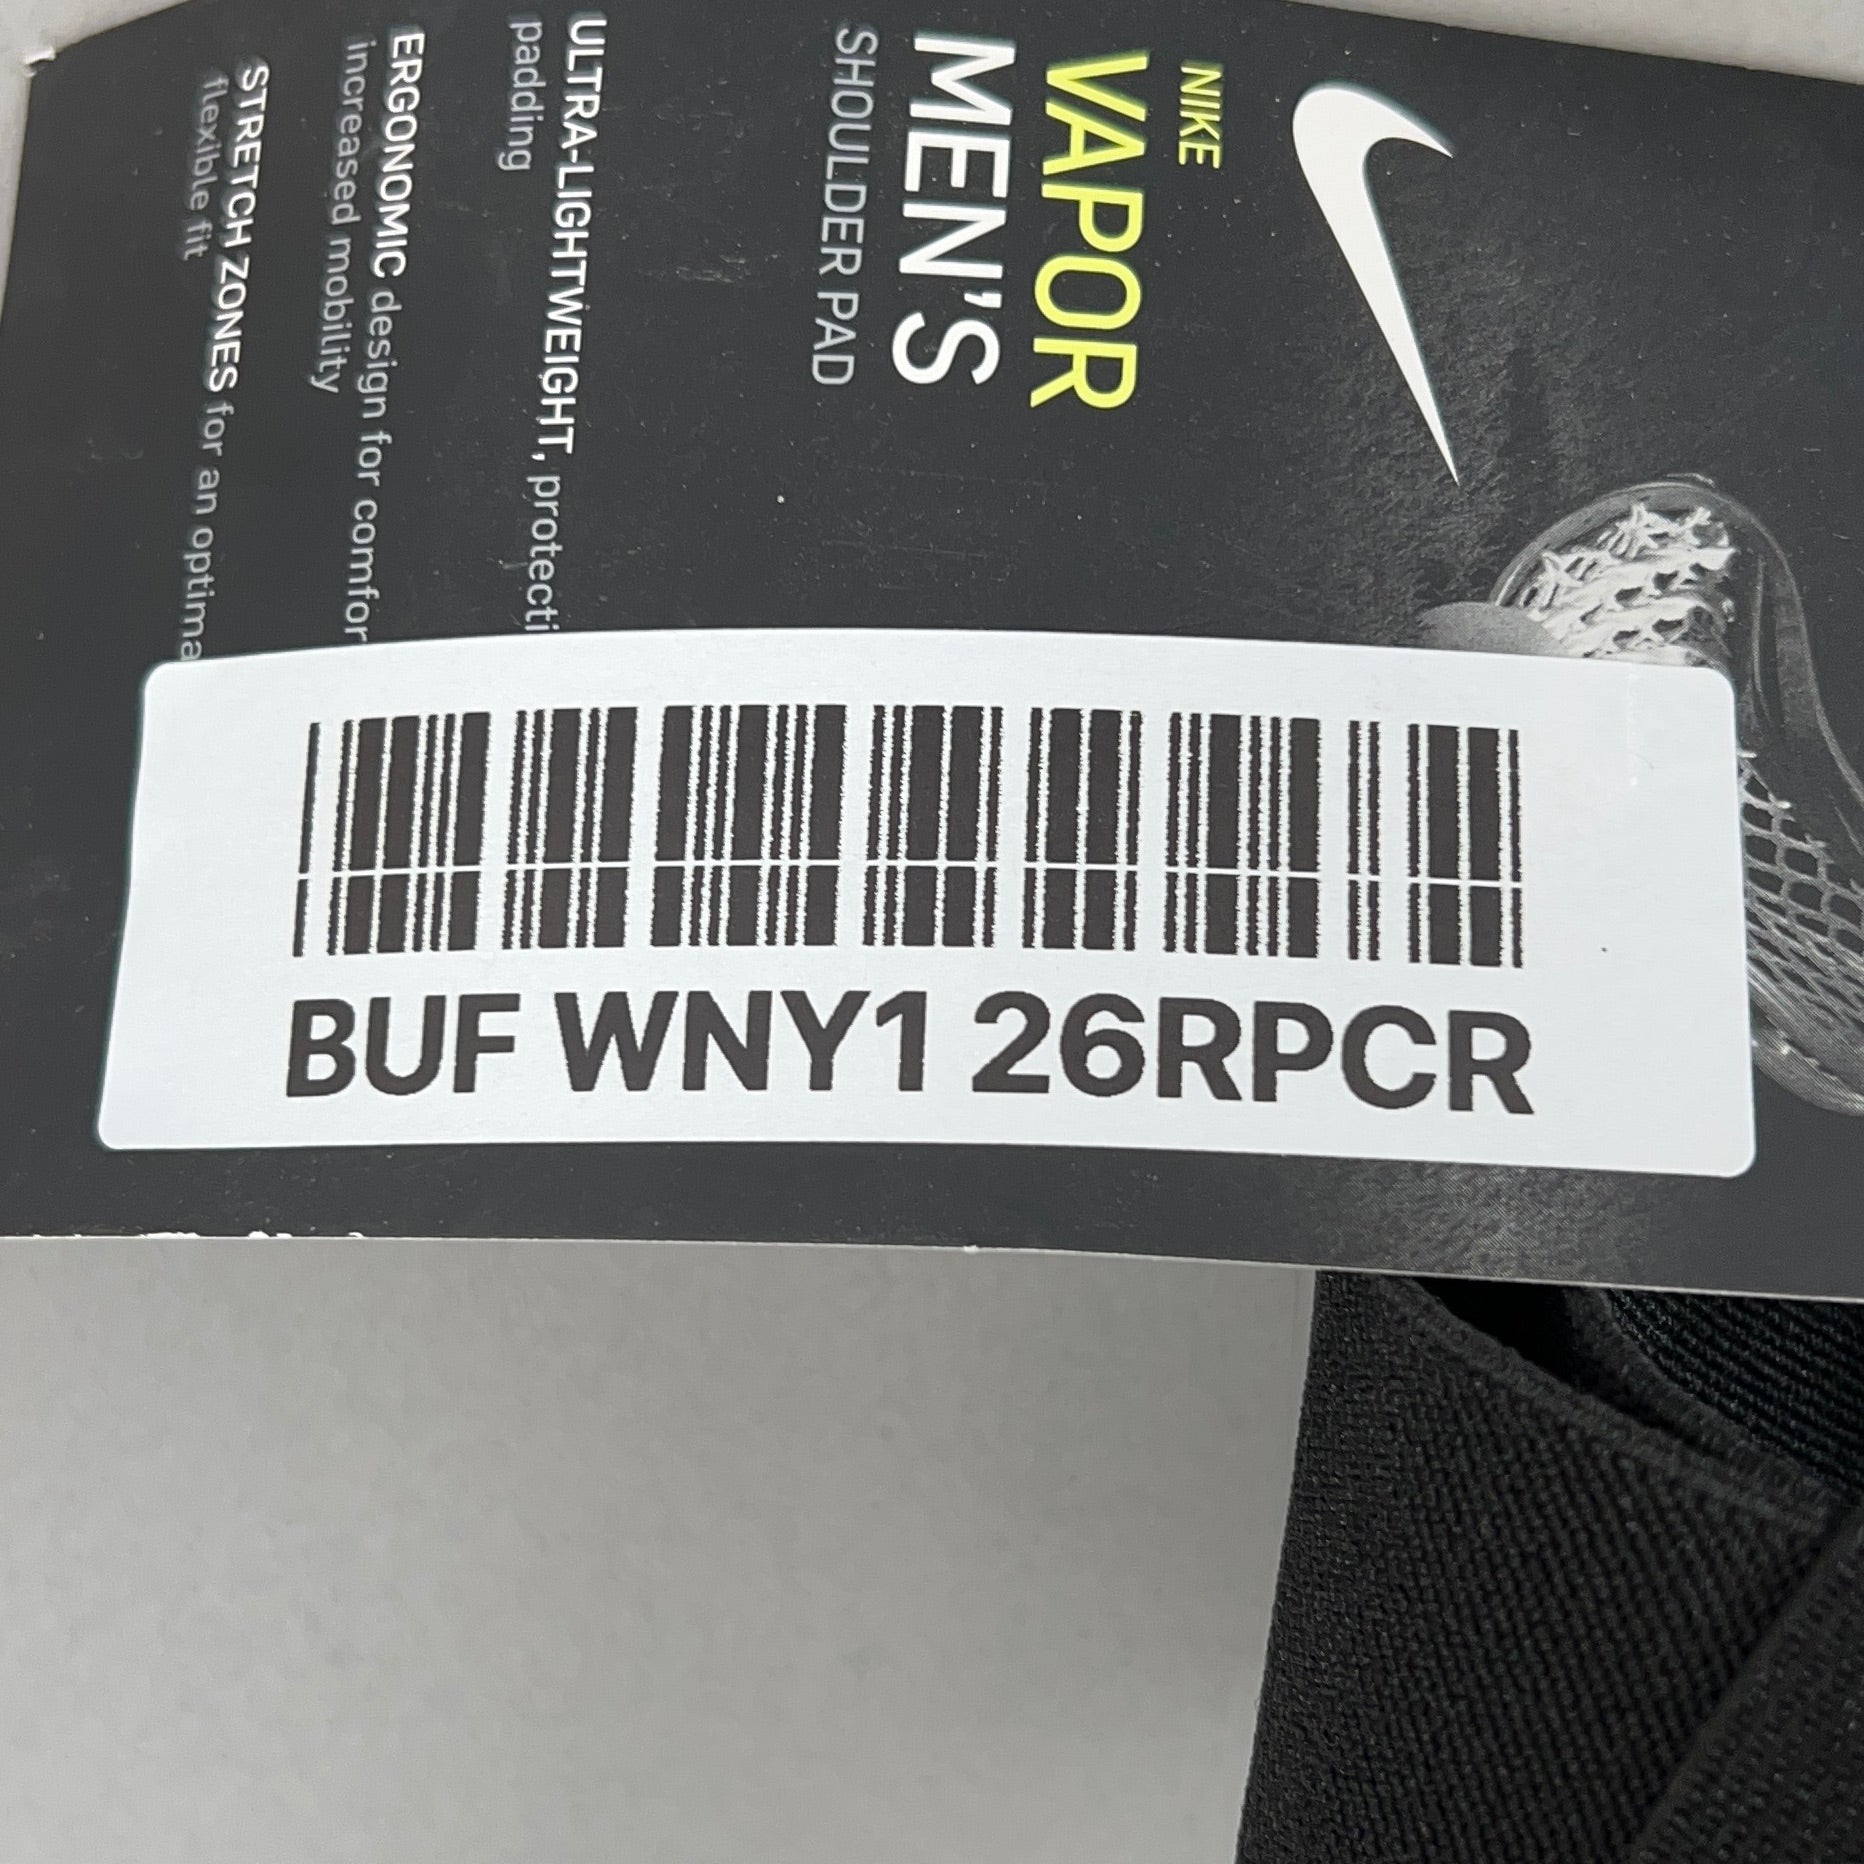 NIKE
VAPOR
MEN'S
SHOULDER PAD
ULTRA-LIGHTWEIGHT, protecti
padding
ERGONOMIC design for comfor
increased mobility
STRETCH ZONES for an optima
flexible fit
BUF WNY1 26RPCR